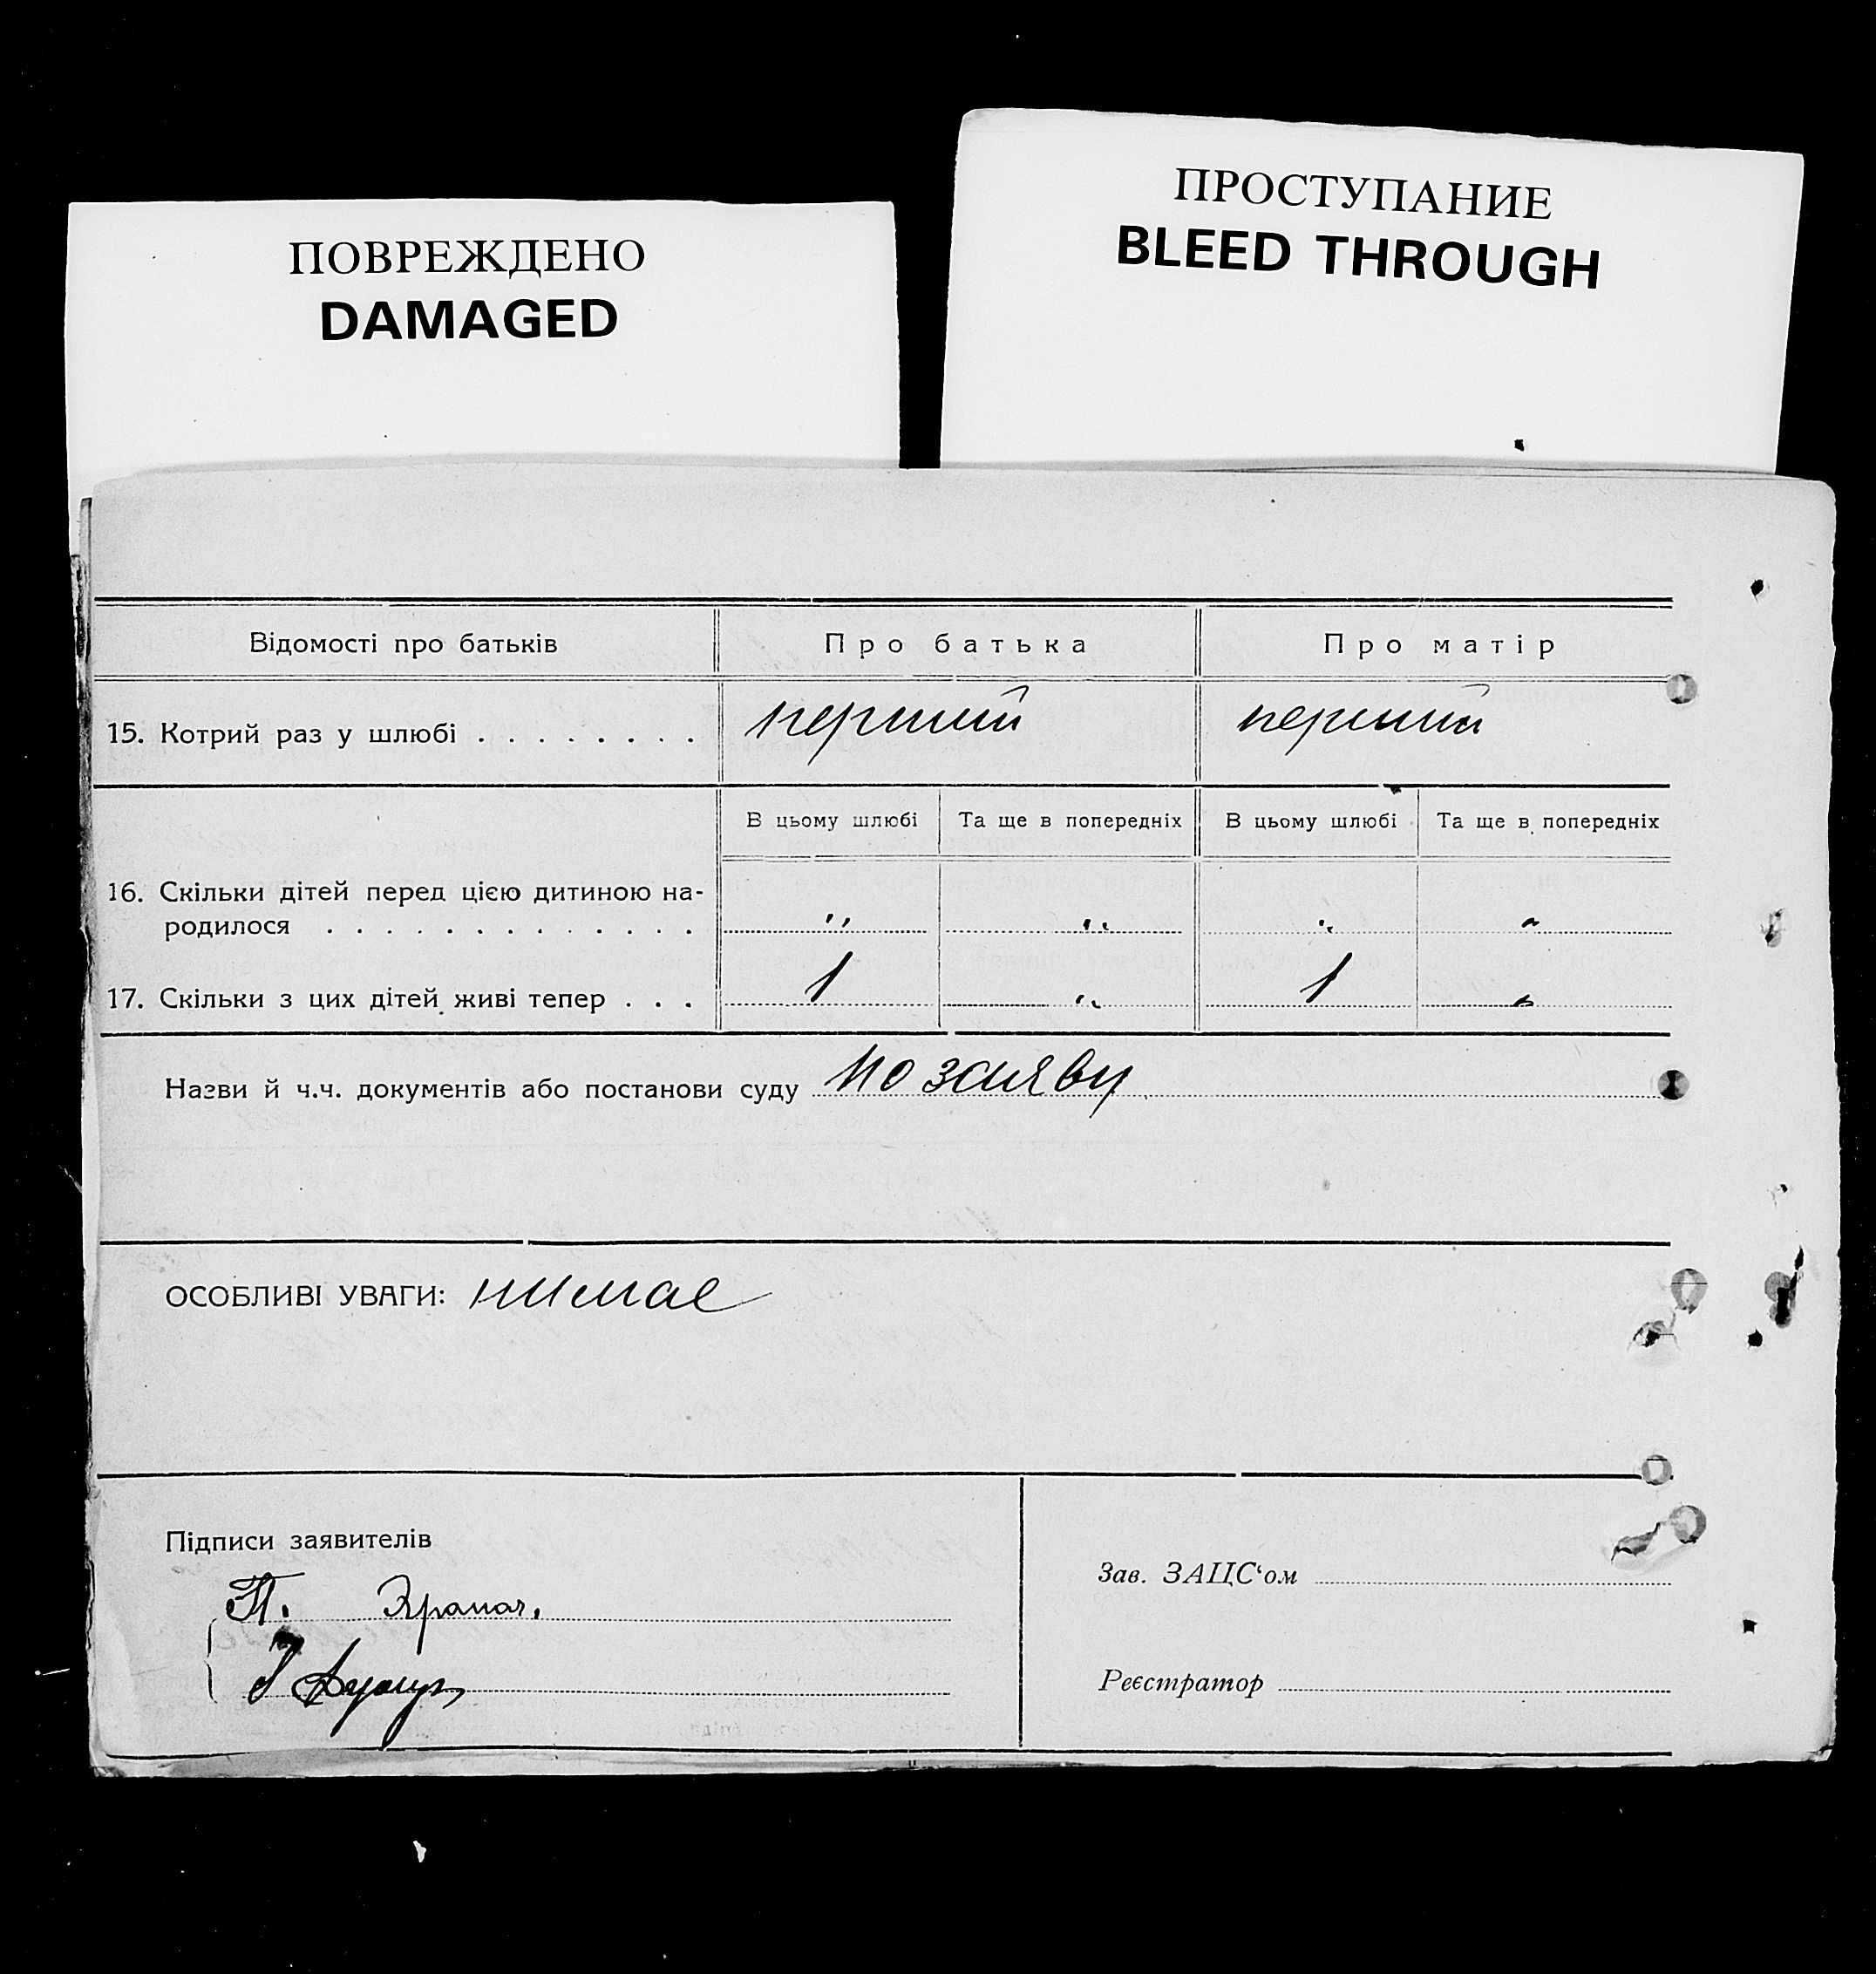 ПОВРЕЖДЕНО
DAMAGED
ПРОСТУПАНИЕ
BLEED THROUGH
Відомості про батьків Про батька Про матір
15. Котрий раз у шлюбі . . . . . . . . перший перший
В цьому шлюбі Та ще в попередніх В цьому шлюбі Та ще в попередніх
16. Скільки дітей перед цією дитиною на-
родилося . . . . . . . . . . . . . „ „ „ „
17. Скільки з цих дітей живі тепер . . . 1 „ 1 „
Назви й ч.ч. документів або постанови суду по заяву
ОСОБЛИВІ УВАГИ: нимае
Підписи заявителів
Зав. ЗАЦС‘ом
П.
Реєстратор